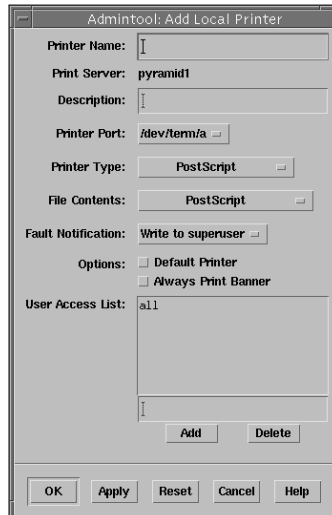 Admintool: Add Local Printer
Printer Name:
Print Server: pyramid1
Description:
Printer Port: /dev/term/a
Printer Type: PostScript
File Contents: PostScript
Fault Notification: Write to superuser
Options: Default Printer
Always Print Banner
User Access List: all
Add Delete
OK Apply Reset Cancel Help